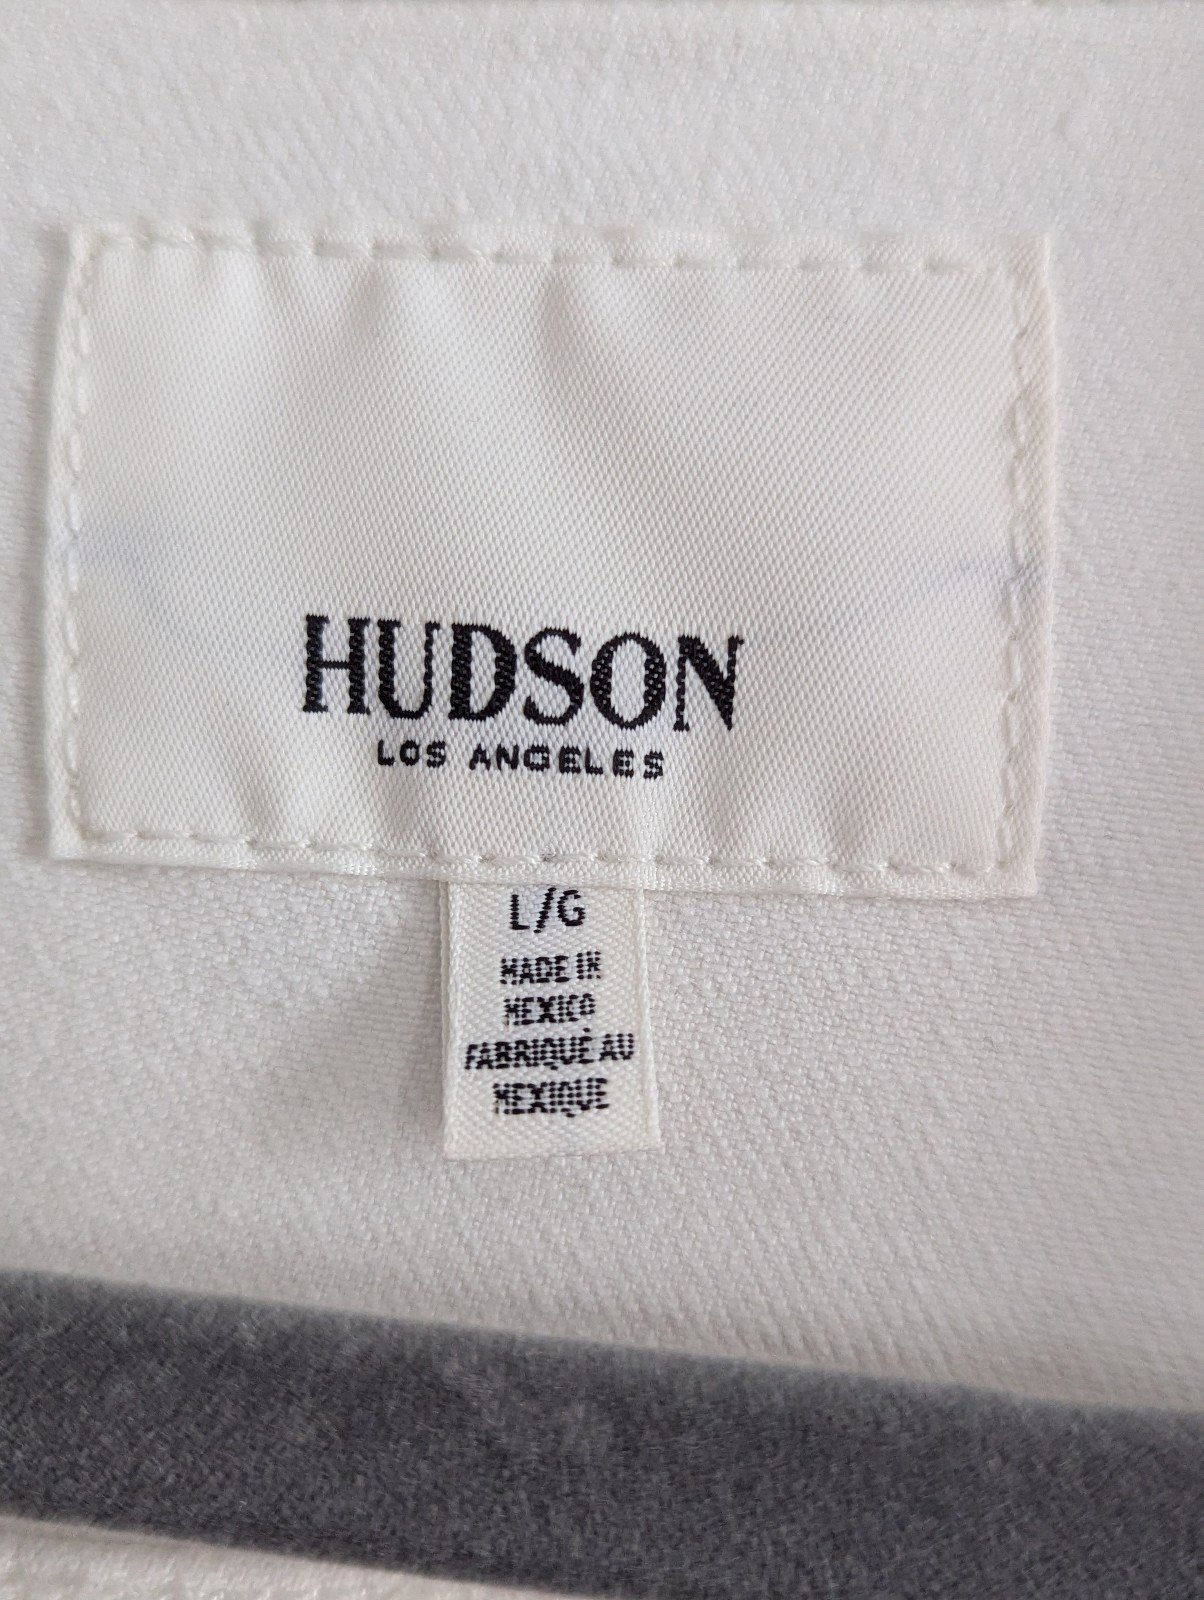 HUDSON
LOS ANGELES
L/G
MADE IN
MEXICO
FABRIQUÉ AU
MEXIQUE